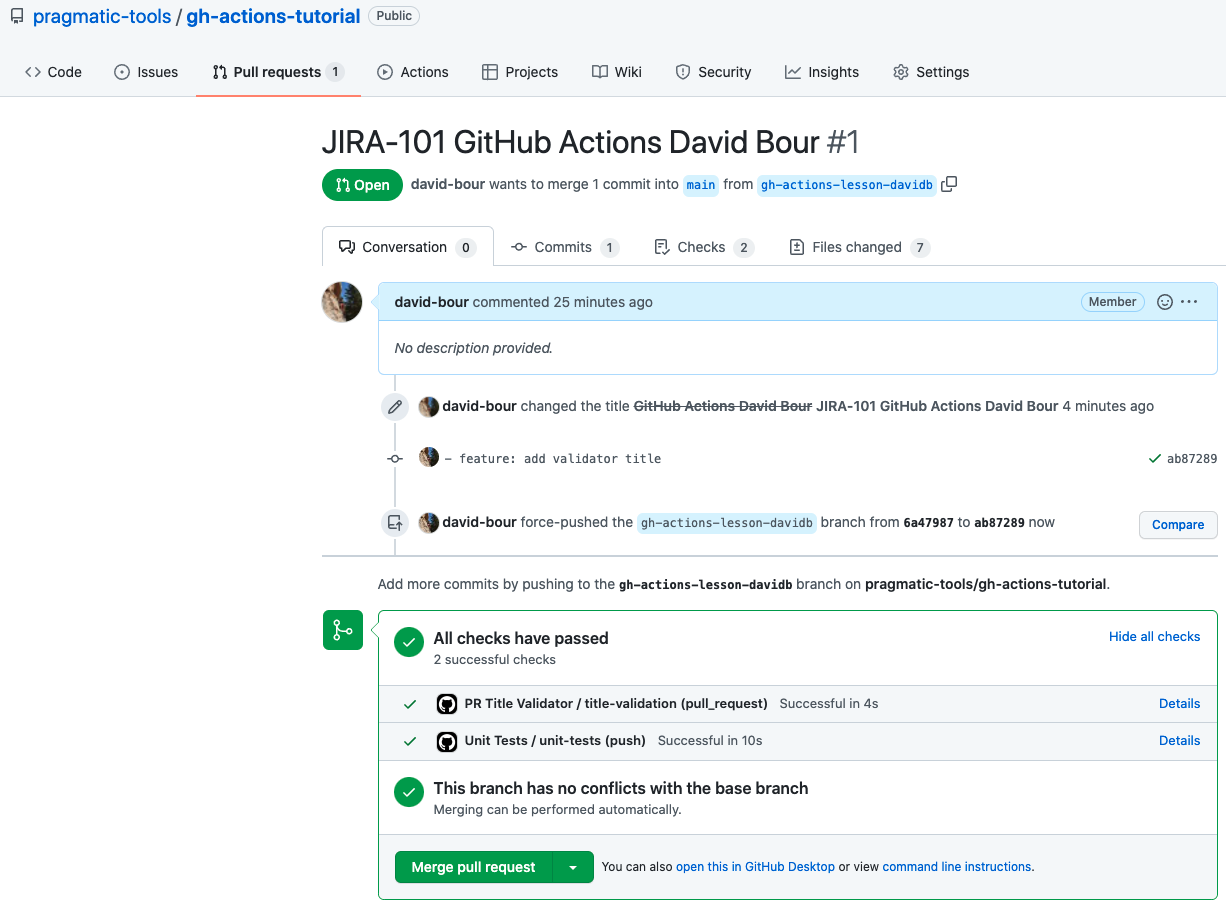 pragmatic-tools / gh-actions-tutorial Public
Code Issues Pull requests 1 Actions Projects Wiki Security Insights Settings
JIRA-101 GitHub Actions David Bour #1
Open david-bour wants to merge 1 commit into main from gh-actions-lesson-davidb
Conversation 0 Commits 1 Checks 2 Files changed 7
david-bour commented 25 minutes ago Member
No description provided.
david-bour changed the title GitHub Actions David Bour JIRA-101 GitHub Actions David Bour 4 minutes ago
– feature: add validator title ab87289
david-bour force-pushed the gh-actions-lesson-davidb branch from 6a47987 to ab87289 now Compare
Add more commits by pushing to the gh-actions-lesson-davidb branch on pragmatic-tools/gh-actions-tutorial.
All checks have passed Hide all checks
2 successful checks
PR Title Validator / title-validation (pull_request) Successful in 4s Details
Unit Tests / unit-tests (push) Successful in 10s Details
This branch has no conflicts with the base branch
Merging can be performed automatically.
Merge pull request You can also open this in GitHub Desktop or view command line instructions.